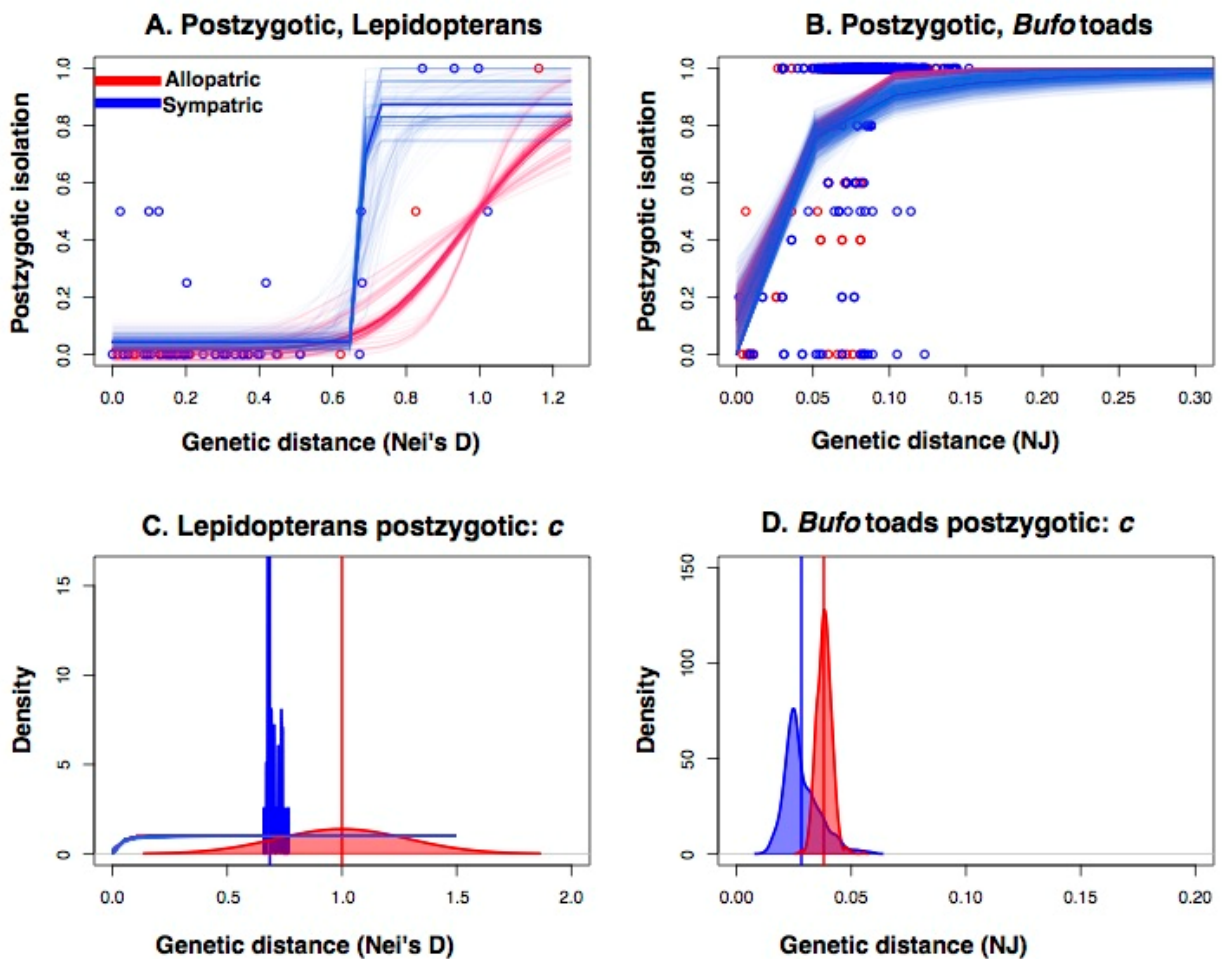 A. Postzygotic, Lepidopterans
Allopatric
Sympatric
Postzygotic isolation
0.0 0.2 0.4 0.6 0.8 1.0
0.0 0.2 0.4 0.6 0.8 1.0 1.2
Genetic distance (Nei's D)
B. Postzygotic, Bufo toads
Postzygotic isolation
0.0 0.2 0.4 0.6 0.8 1.0
0.00 0.05 0.10 0.15 0.20 0.25 0.30
Genetic distance (NJ)
C. Lepidopterans postzygotic: c
Density
0 5 10 15
0.0 0.5 1.0 1.5 2.0
Genetic distance (Nei's D)
D. Bufo toads postzygotic: c
Density
0 50 100 150
0.00 0.05 0.10 0.15 0.20
Genetic distance (NJ)